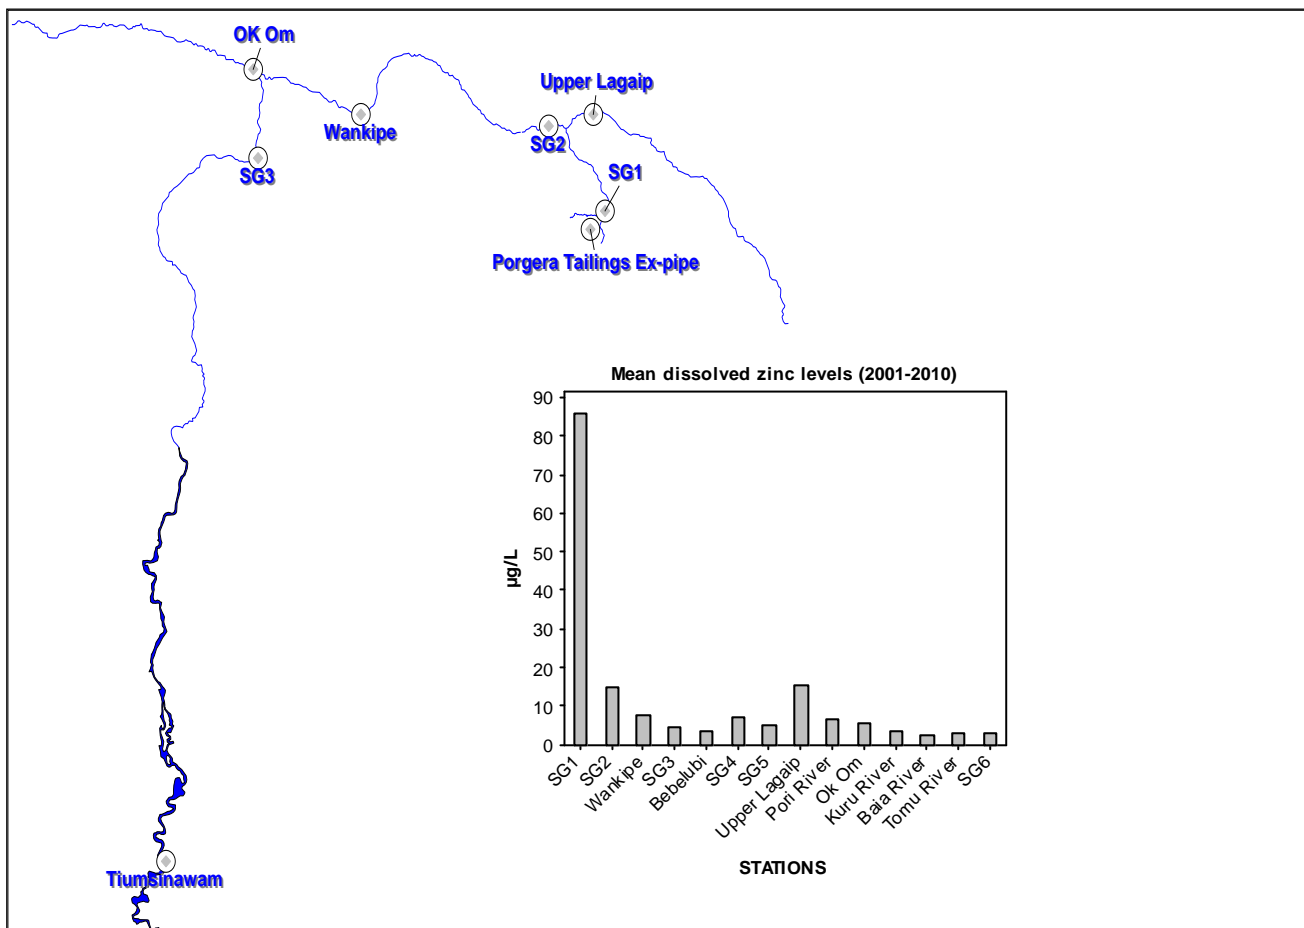 OK Om
Upper Lagaip
Wankipe
SG2
SG3
SG1
Porgera Tailings Ex-pipe
Tiumsinawam
Mean dissolved zinc levels (2001-2010)
90
80
70
60
50
40
30
20
10
0
µg/L
SG1
SG2
Wankipe
SG3
Bebelubi
SG4
SG5
Upper Lagaip
Pori River
Ok Om
Kuru River
Baia River
Tomu River
SG6
STATIONS